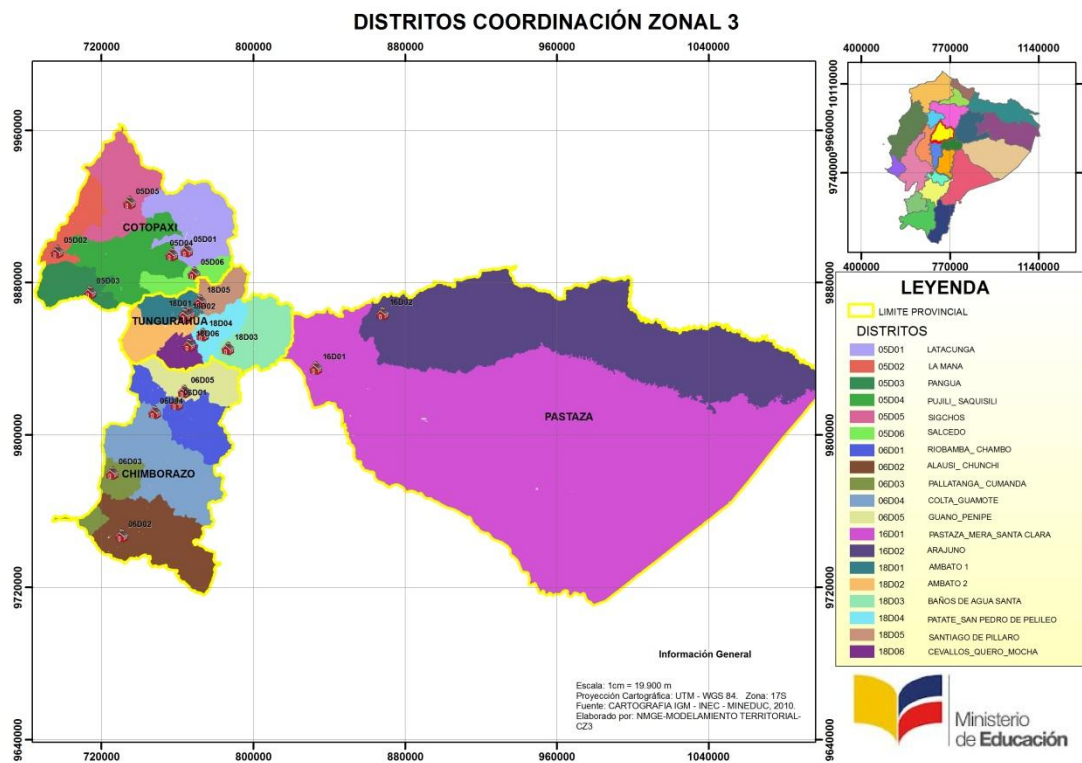 DISTRITOS COORDINACIÓN ZONAL 3
720000 800000 880000 960000 1040000
9960000
9880000
9800000
9720000
9640000
05D05
COTOPAXI
05D02
05D04
05D01
05D03
05D06
18D05
18D01
TUNGURAHUA
18D04
18D03
16D02
16D01
06D05
06D01
06D04
PASTAZA
06D03
CHIMBORAZO
06D02
9960000
9880000
9800000
9720000
9640000
720000 800000 880000 960000 1040000
Información General
Escala: 1cm = 19.900 m
Proyección Cartográfica: UTM - WGS 84. Zona: 17S
Fuente: CARTOGRAFIA IGM - INEC - MINEDUC, 2010.
Elaborado por: NMGE-MODELAMIENTO TERRITORIAL-
CZ3
400000 770000 1140000
10110000
9740000
10110000
9740000
400000 770000 1140000
LEYENDA
LIMITE PROVINCIAL
DISTRITOS
05D01 LATACUNGA
05D02 LA MANA
05D03 PANGUA
05D04 PUJILI_ SAQUISILI
05D05 SIGCHOS
05D06 SALCEDO
06D01 RIOBAMBA_ CHAMBO
06D02 ALAUSI_ CHUNCHI
06D03 PALLATANGA_ CUMANDA
06D04 COLTA_GUAMOTE
06D05 GUANO_PENIPE
16D01 PASTAZA_MERA_SANTA CLARA
16D02 ARAJUNO
18D01 AMBATO 1
18D02 AMBATO 2
18D03 BAÑOS DE AGUA SANTA
18D04 PATATE_SAN PEDRO DE PELILEO
18D05 SANTIAGO DE PILLARO
18D06 CEVALLOS_QUERO_MOCHA
Ministerio
de Educación